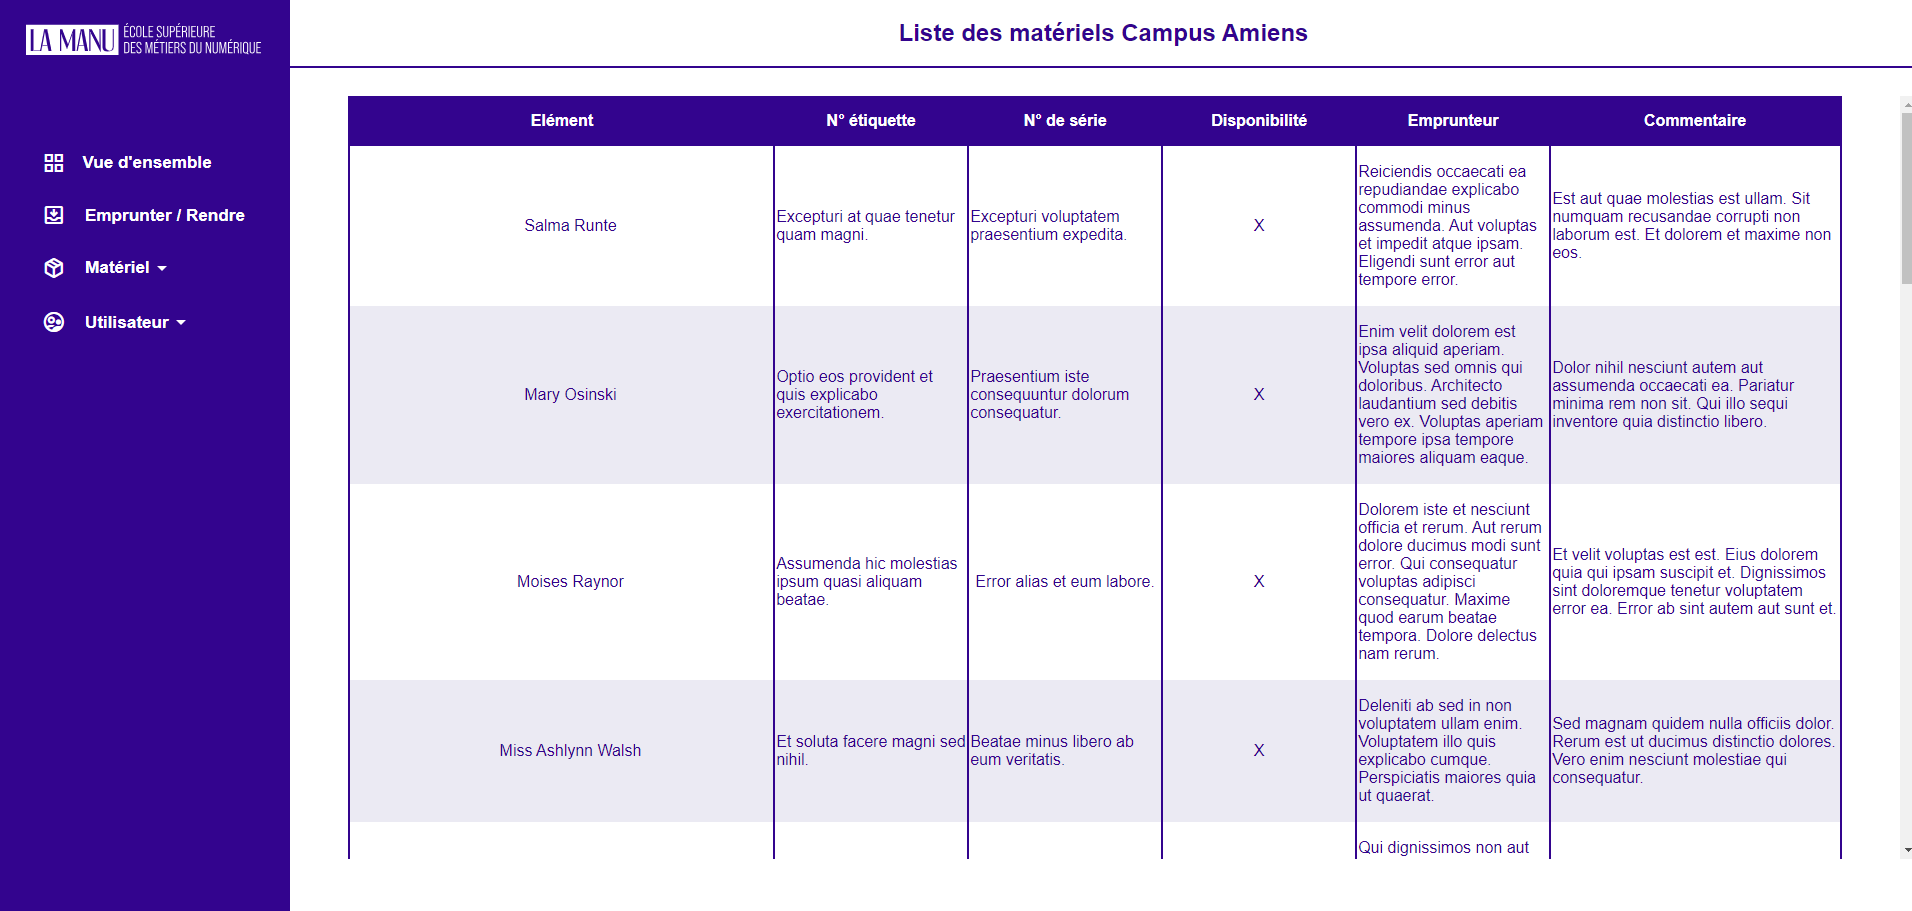 LA MANU
ÉCOLE SUPÉRIEURE
DES MÉTIERS DU NUMÉRIQUE
Vue d'ensemble
Emprunter / Rendre
Matériel
Utilisateur
Liste des matériels Campus Amiens
Elément N° étiquette N° de série Disponibilité Emprunteur Commentaire
Salma Runte
Excepturi at quae tenetur
quam magni.
Excepturi voluptatem
praesentium expedita.
X
Reiciendis occaecati ea
repudiandae explicabo
commodi minus
assumenda. Aut voluptas
et impedit atque ipsam.
Eligendi sunt error aut
tempore error.
Est aut quae molestias est ullam. Sit
numquam recusandae corrupti non
laborum est. Et dolorem et maxime non
eos.
Mary Osinski
Optio eos provident et
quis explicabo
exercitationem.
Praesentium iste
consequuntur dolorum
consequatur.
X
Enim velit dolorem est
ipsa aliquid aperiam.
Voluptas sed omnis qui
doloribus. Architecto
laudantium sed debitis
vero ex. Voluptas aperiam
tempore ipsa tempore
maiores aliquam eaque.
Dolor nihil nesciunt autem aut
assumenda occaecati ea. Pariatur
minima rem non sit. Qui illo sequi
inventore quia distinctio libero.
Moises Raynor
Assumenda hic molestias
ipsum quasi aliquam
beatae.
Error alias et eum labore.
X
Dolorem iste et nesciunt
officia et rerum. Aut rerum
dolore ducimus modi sunt
error. Qui consequatur
voluptas adipisci
consequatur. Maxime
quod earum beatae
tempora. Dolore delectus
nam rerum.
Et velit voluptas est est. Eius dolorem
quia qui ipsam suscipit et. Dignissimos
sint doloremque tenetur voluptatem
error ea. Error ab sint autem aut sunt et.
Miss Ashlynn Walsh
Et soluta facere magni sed
nihil.
Beatae minus libero ab
eum veritatis.
X
Deleniti ab sed in non
voluptatem ullam enim.
Voluptatem illo quis
explicabo cumque.
Perspiciatis maiores quia
ut quaerat.
Sed magnam quidem nulla officiis dolor.
Rerum est ut ducimus distinctio dolores.
Vero enim nesciunt molestiae qui
consequatur.
Qui dignissimos non aut